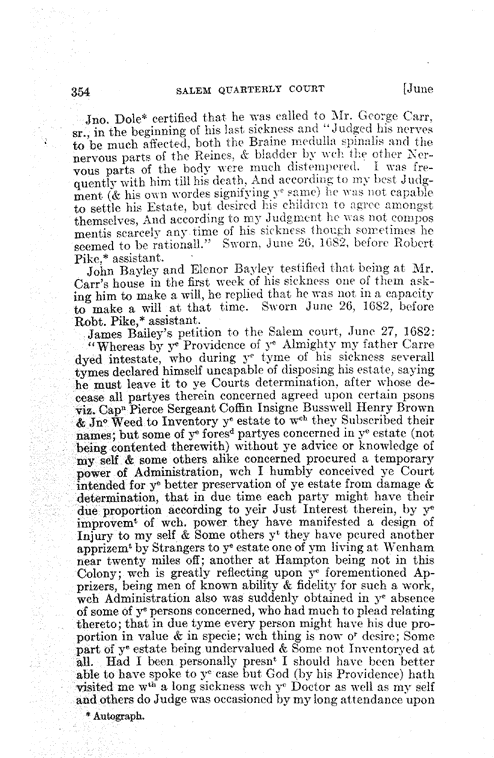 354 SALEM QUARTERLY COURT [June
Jno. Dole* certified that he was called to Mr. George Carr,
sr., in the beginning of his last sickness and "Judged his nerves
to be much affected, both the Braine medulla spinalis and the
nervous parts of the Reines, & bladder by wch the other Ner-
vous parts of the body were much distempered. I was fre-
quently with him till his death, And according to my best Judg-
ment (& his own wordes signifying yᵉ same) he was not capable
to settle his Estate, but desired his children to agree amongst
themselves, And according to my Judgment he was not compos
mentis scarcely any time of his sickness though sometimes he
seemed to be rationall." Sworn, June 26, 1682, before Robert
Pike,* assistant.
John Bayley and Elenor Bayley testified that being at Mr.
Carr's house in the first week of his sickness one of them ask-
ing him to make a will, he replied that he was not in a capacity
to make a will at that time. Sworn June 26, 1682, before
Robt. Pike,* assistant.
James Bailey's petition to the Salem court, June 27, 1682:
"Whereas by yᵉ Providence of yᵉ Almighty my father Carre
dyed intestate, who during yᵉ tyme of his sickness severall
tymes declared himself uncapable of disposing his estate, saying
he must leave it to ye Courts determination, after whose de-
cease all partyes therein concerned agreed upon certain psons
viz. Capⁿ Pierce Sergeant Coffin Insigne Busswell Henry Brown
& Jnᵒ Weed to Inventory yᵉ estate to wᶜʰ they Subscribed their
names; but some of yᵉ foresᵈ partyes concerned in yᵉ estate (not
being contented therewith) without ye advice or knowledge of
my self & some others alike concerned procured a temporary
power of Administration, wch I humbly conceived ye Court
intended for yᵉ better preservation of ye estate from damage &
determination, that in due time each party might have their
due proportion according to yeir Just Interest therein, by yᵉ
improvemᵗ of wch. power they have manifested a design of
Injury to my self & Some others yᵗ they have pcured another
apprizemᵗ by Strangers to yᵉ estate one of ym living at Wenham
near twenty miles off; another at Hampton being not in this
Colony; wch is greatly reflecting upon yᵉ forementioned Ap-
prizers, being men of known ability & fidelity for such a work,
wch Administration also was suddenly obtained in yᵉ absence
of some of yᵉ persons concerned, who had much to plead relating
thereto; that in due tyme every person might have his due pro-
portion in value & in specie; wch thing is now oʳ desire; Some
part of yᵉ estate being undervalued & Some not Inventoryed at
all. Had I been personally presnᵗ I should have been better
able to have spoke to yᵉ case but God (by his Providence) hath
visited me wᵗʰ a long sickness wch yᵉ Doctor as well as my self
and others do Judge was occasioned by my long attendance upon
* Autograph.